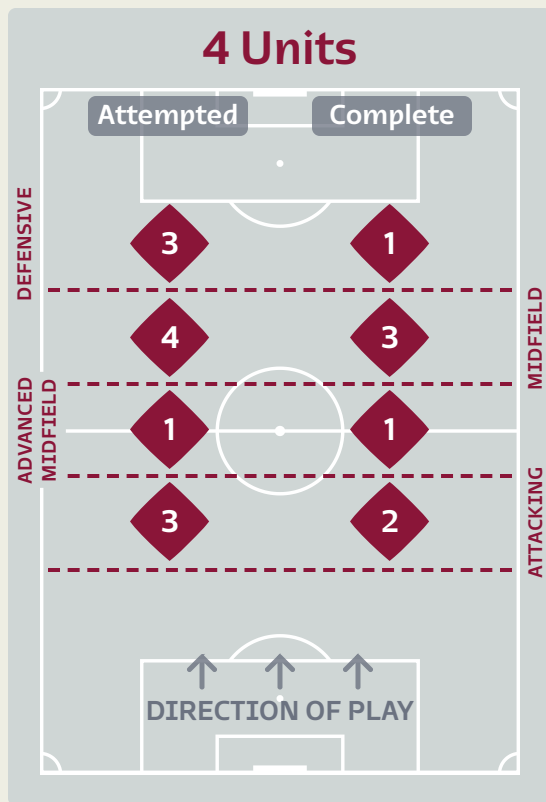 4 Units
Attempted
Complete
DEFENSIVE
3
1
4
3
MIDFIELD
ADVANCED
MIDFIELD
1
1
3
2
ATTACKING
DIRECTION OF PLAY